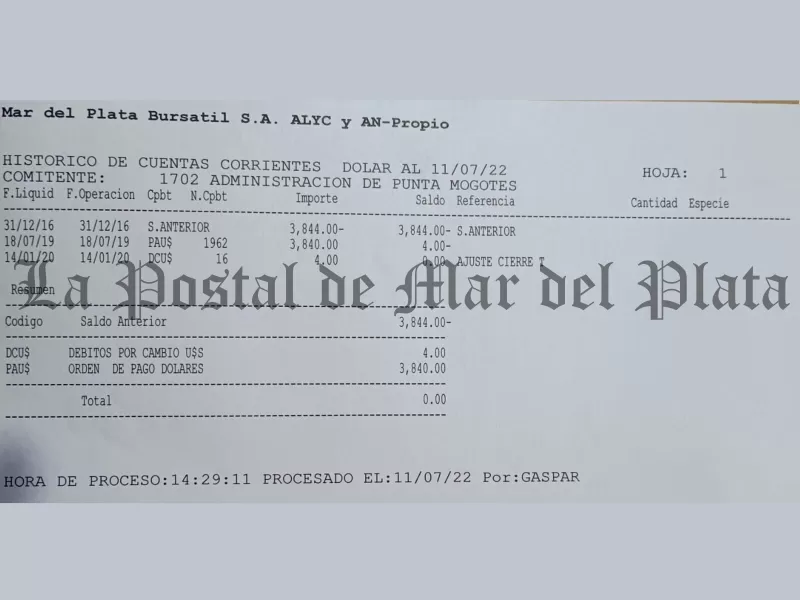 Mar del Plata Bursatil S.A. ALYC y AN-Propio
HISTORICO DE CUENTAS CORRIENTES DOLAR AL 11/07/22 HOJA: 1
COMITENTE: 1702 ADMINISTRACION DE PUNTA MOGOTES
F.Liquid F.Operacion Cpbt N.Cpbt Importe Saldo Referencia Cantidad Especie
31/12/16 31/12/16 S.ANTERIOR 3,844.00- 3,844.00- S.ANTERIOR
18/07/19 18/07/19 PAU$ 1962 3,840.00 4.00-
14/01/20 14/01/20 DCU$ 16 4.00 0.00 AJUSTE CIERRE T
La Postal de Mar del Plata
Resumen
Codigo Saldo Anterior 3,844.00-
DCU$ DEBITOS POR CAMBIO U$S 4.00
PAU$ ORDEN DE PAGO DOLARES 3,840.00
Total 0.00
HORA DE PROCESO:14:29:11 PROCESADO EL:11/07/22 Por:GASPAR